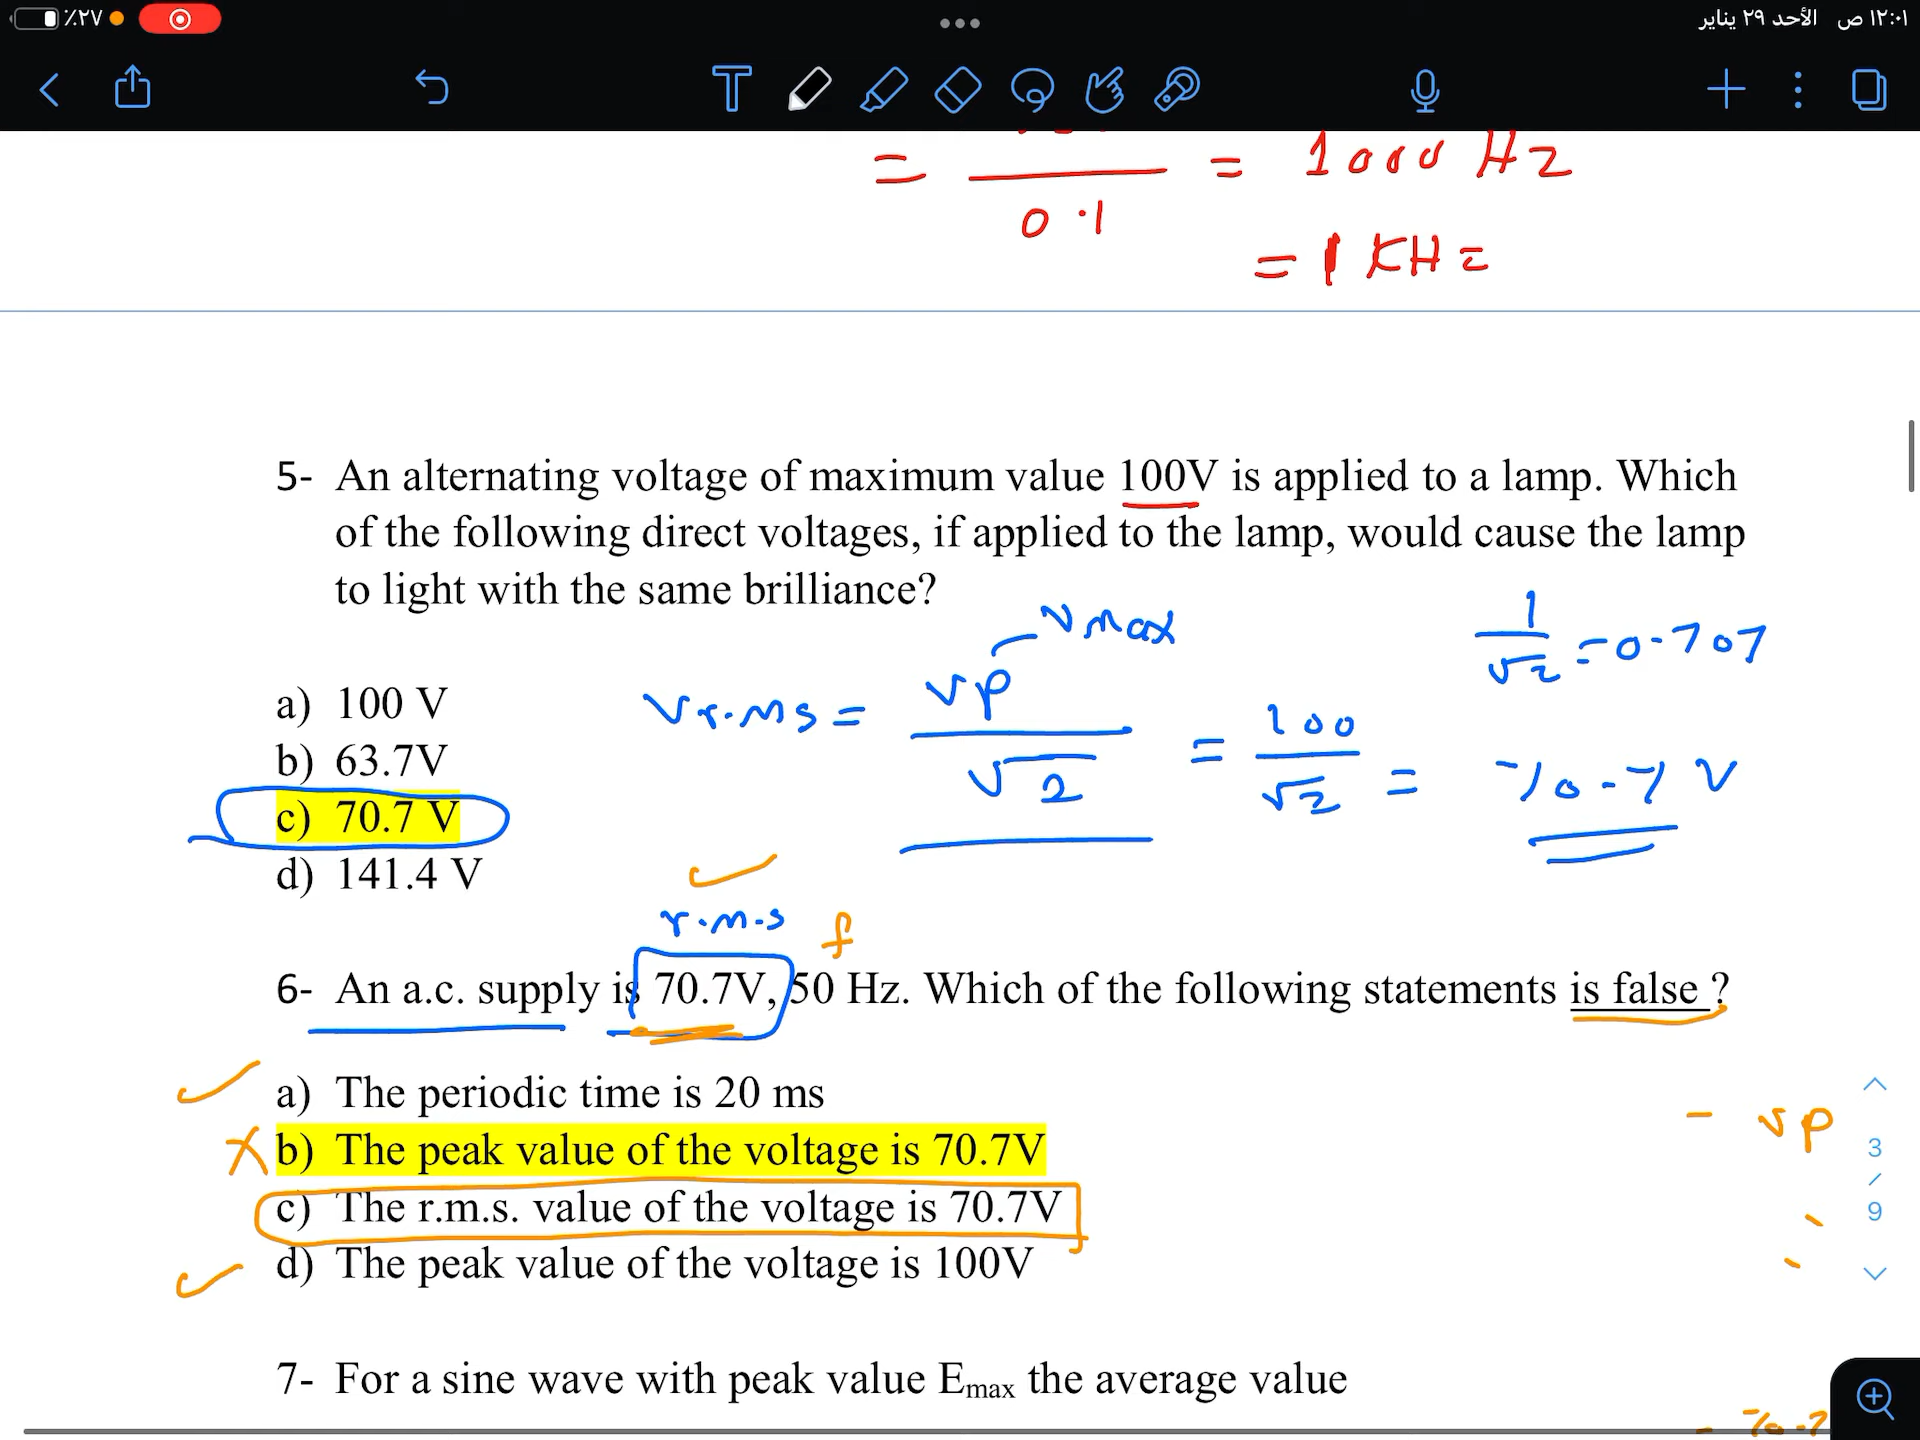 ٪٢٧
١٢:٠١ ص الأحد ٢٩ يناير
= 0.1 = 1000 Hz
= 1 KHz
5- An alternating voltage of maximum value 100V is applied to a lamp. Which
of the following direct voltages, if applied to the lamp, would cause the lamp
to light with the same brilliance?
Vmax
1/√2 = 0.707
a) 100 V
Vr.ms = Vp/√2 = 100/√2 = 70.7 V
b) 63.7V
c) 70.7 V
d) 141.4 V
r.m.s f
6- An a.c. supply is 70.7V, 50 Hz. Which of the following statements is false ?
a) The periodic time is 20 ms
b) The peak value of the voltage is 70.7V
- Vp
c) The r.m.s. value of the voltage is 70.7V
d) The peak value of the voltage is 100V
3
/
9
7- For a sine wave with peak value Emax the average value